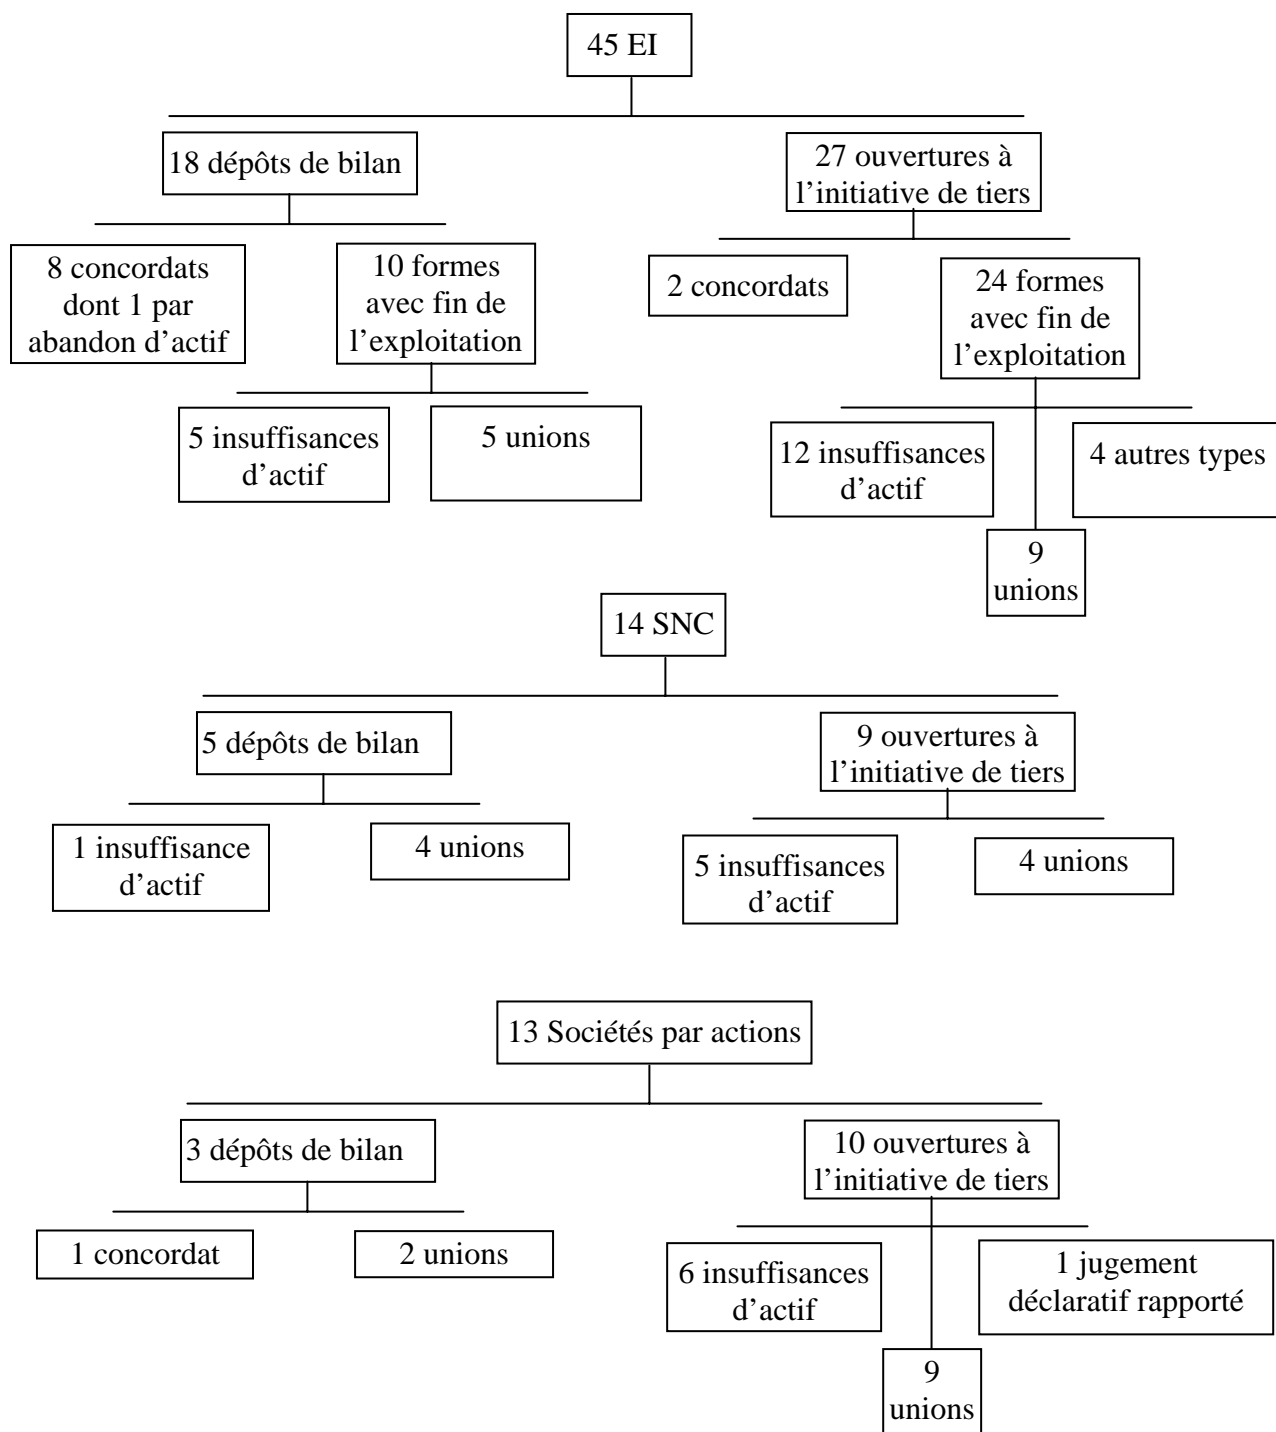 45 EI
18 dépôts de bilan
27 ouvertures à
l’initiative de tiers
8 concordats
dont 1 par
abandon d’actif
10 formes
avec fin de
l’exploitation
2 concordats
24 formes
avec fin de
l’exploitation
5 insuffisances
d’actif
5 unions
12 insuffisances
d’actif
4 autres types
9
unions
14 SNC
5 dépôts de bilan
9 ouvertures à
l’initiative de tiers
1 insuffisance
d’actif
4 unions
5 insuffisances
d’actif
4 unions
13 Sociétés par actions
3 dépôts de bilan
10 ouvertures à
l’initiative de tiers
1 concordat
2 unions
6 insuffisances
d’actif
1 jugement
déclaratif rapporté
9
unions